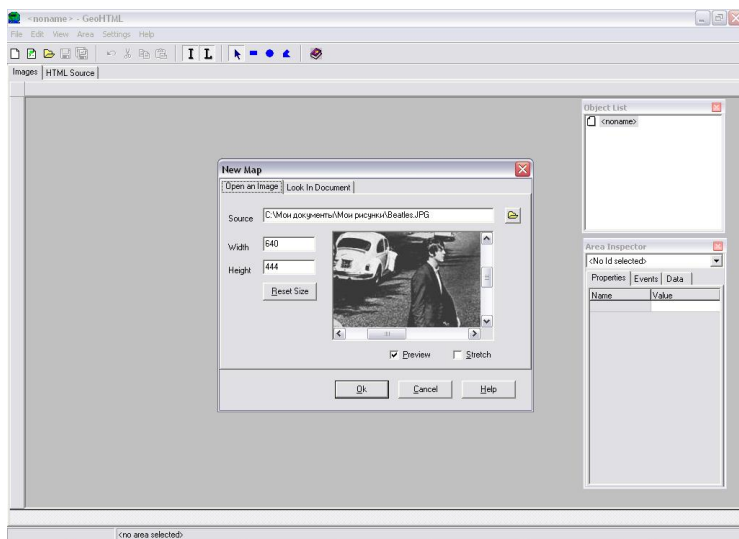 <noname> - GeoHTML
File Edit View Area Settings Help
I L
Images HTML Source
Object List
<noname>
New Map
Open an Image Look In Document
Source C:\Мои документы\Мои рисунки\Beatles.JPG
Width 640
Height 444
Reset Size
Preview Stretch
Ok Cancel Help
Area Inspector
<No Id selected>
Properties Events Data
Name Value
<no area selected>